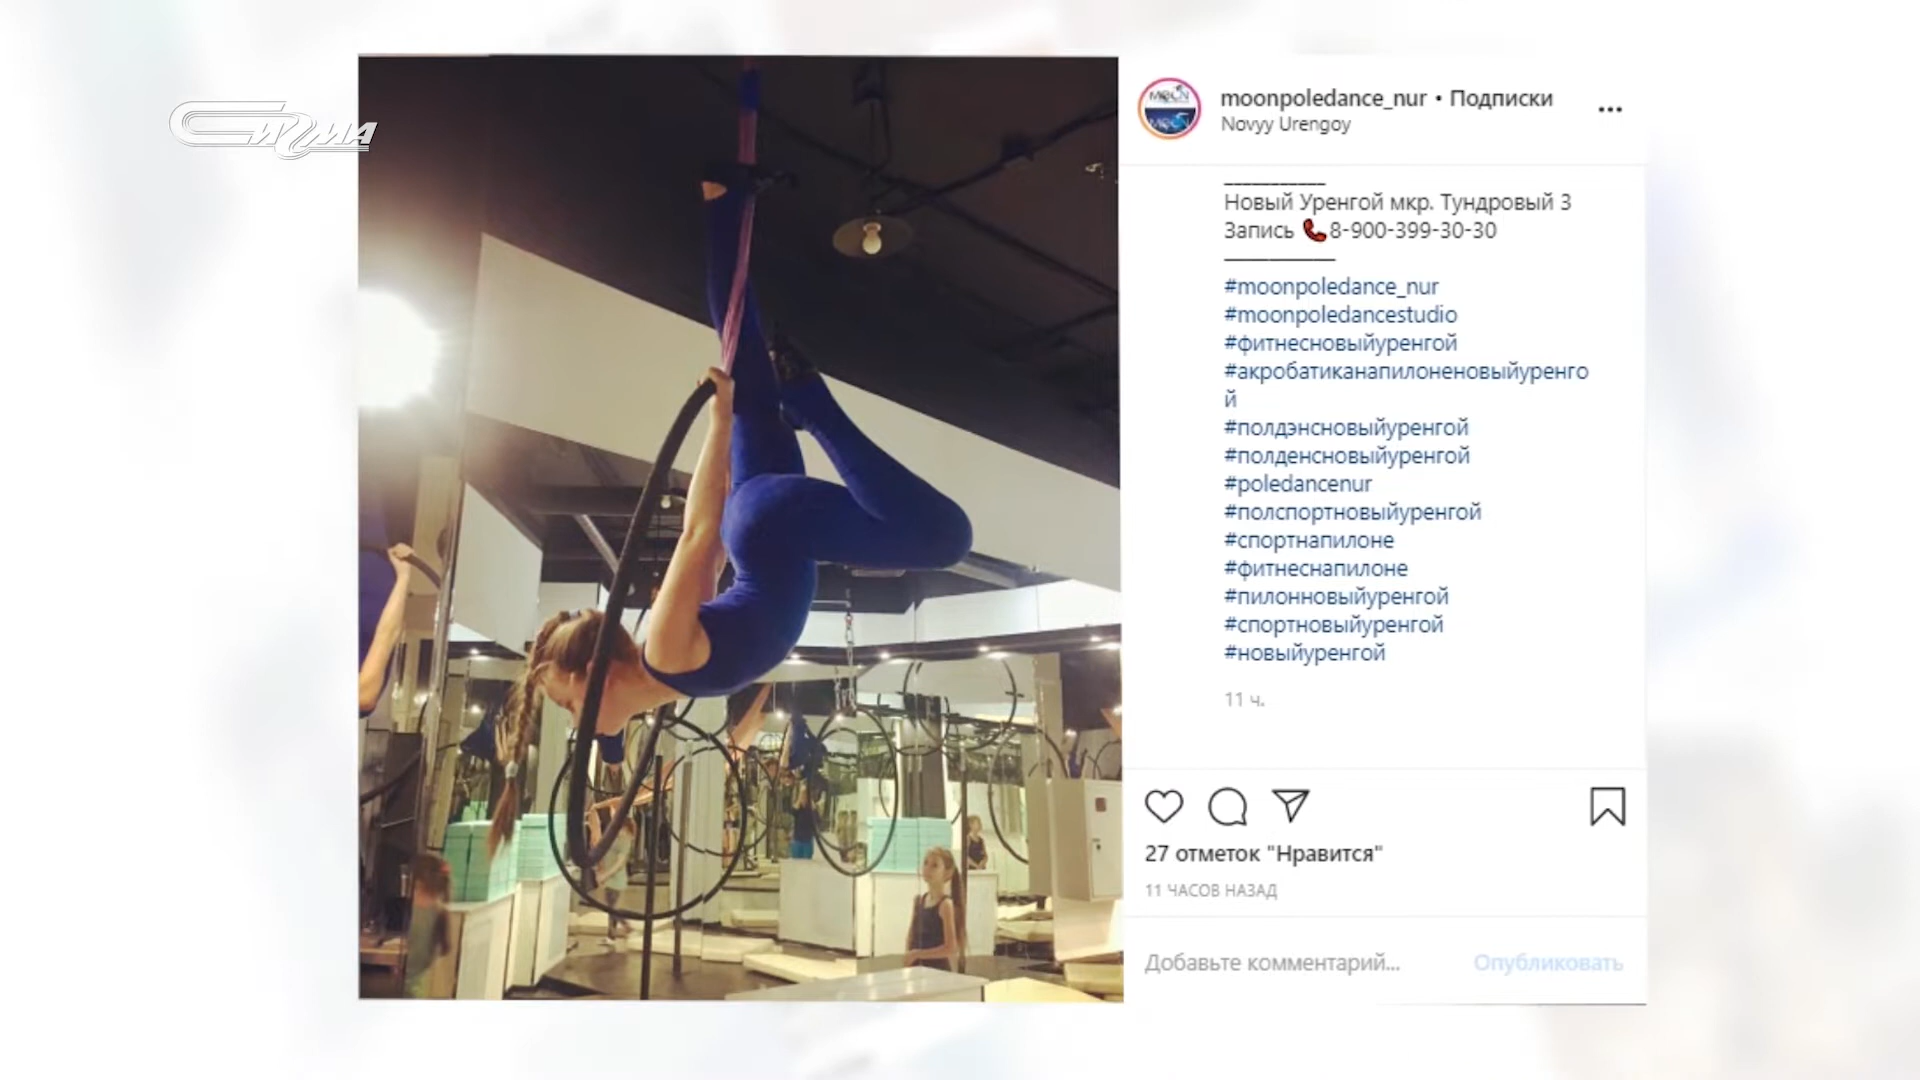 Сигма
moonpoledance_nur • Подписки
Novyy Urengoy
MOON
Новый Уренгой мкр. Тундровый 3
Запись 8-900-399-30-30
#moonpoledance_nur
#moonpoledancestudio
#фитнесновыйуренгой
#акробатиканапилоненовыйуренго
й
#полдэнсновыйуренгой
#полденсновыйуренгой
#poledancenur
#полспортновыйуренгой
#спортнапилоне
#фитнеснапилоне
#пилонновыйуренгой
#спортновыйуренгой
#новыйуренгой
11 ч.
27 отметок "Нравится"
11 ЧАСОВ НАЗАД
Добавьте комментарий...
Опубликовать